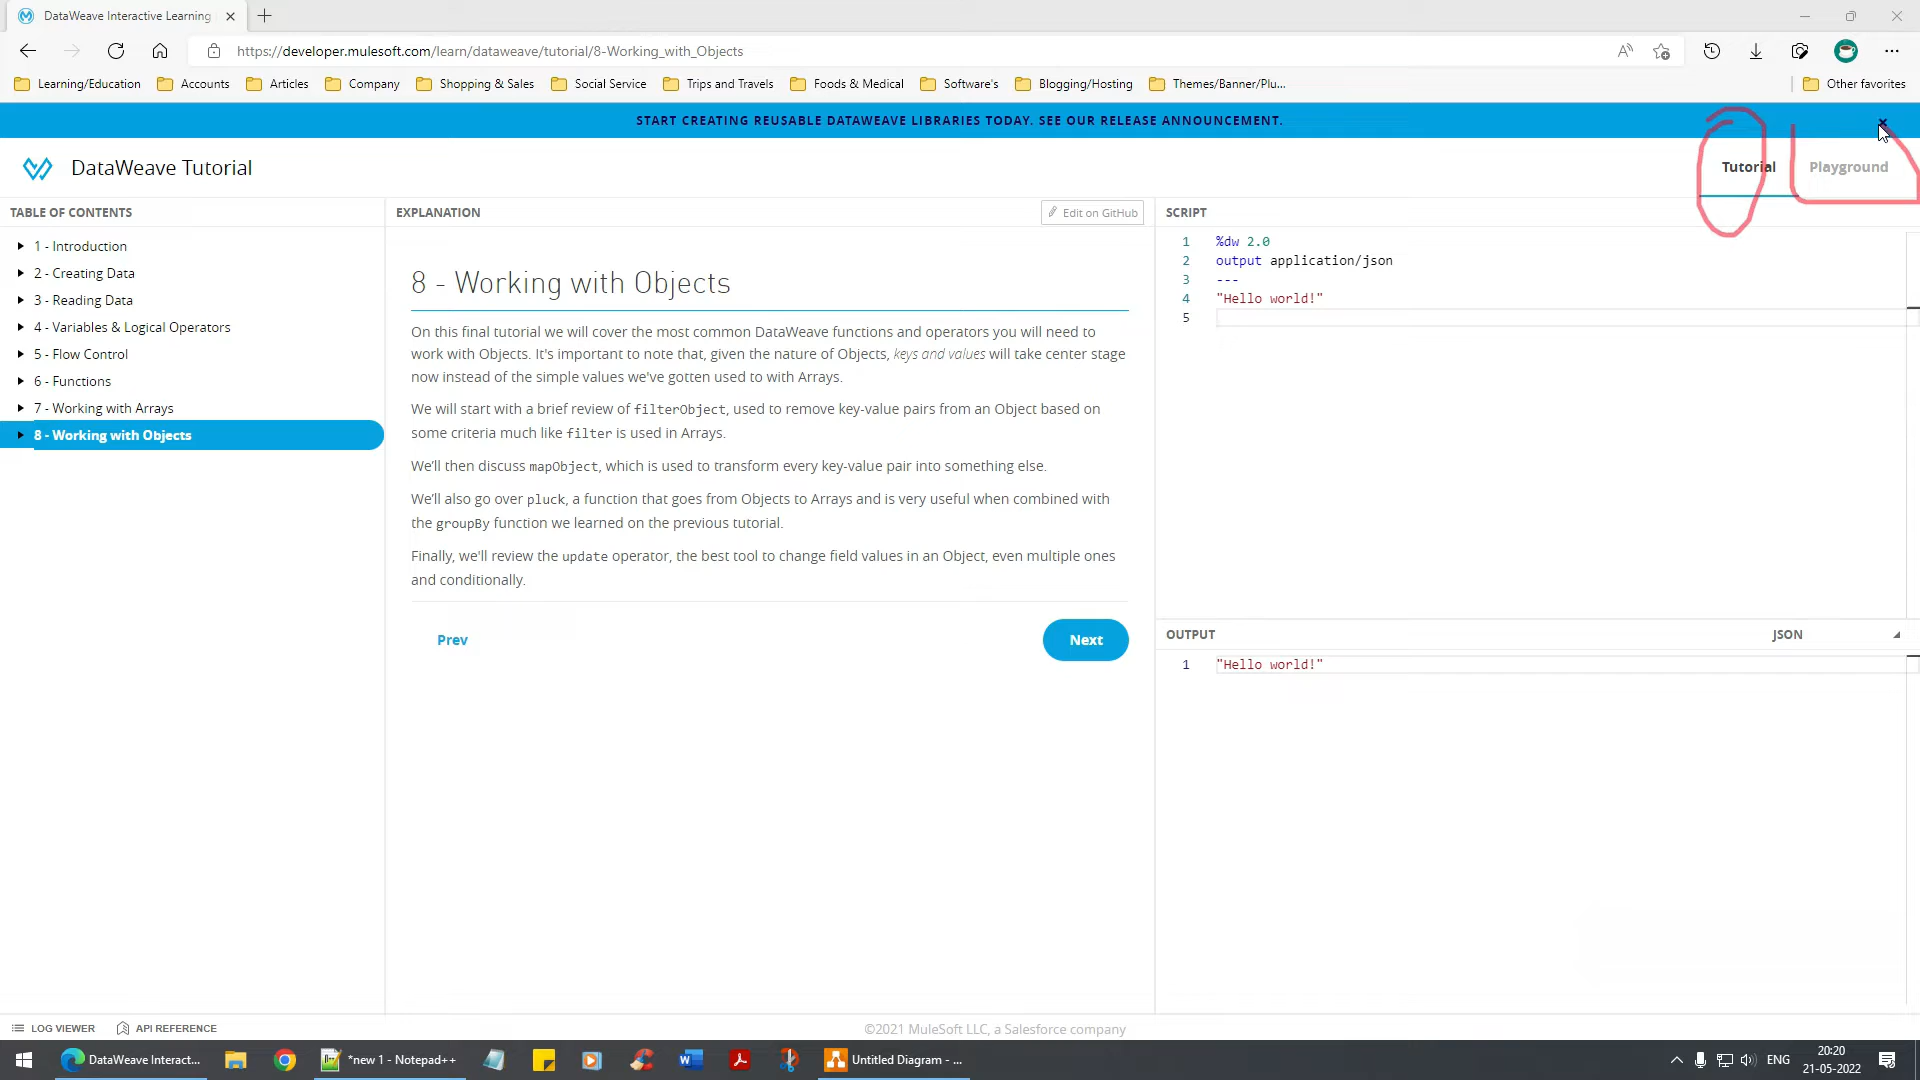 DataWeave Interactive Learning
https://developer.mulesoft.com/learn/dataweave/tutorial/8-Working_with_Objects
Learning/Education
Accounts
Articles
Company
Shopping & Sales
Social Service
Trips and Travels
Foods & Medical
Software's
Blogging/Hosting
Themes/Banner/Plu...
Other favorites
START CREATING REUSABLE DATAWEAVE LIBRARIES TODAY. SEE OUR RELEASE ANNOUNCEMENT.
DataWeave Tutorial
Tutorial
Playground
TABLE OF CONTENTS
1 - Introduction
2 - Creating Data
3 - Reading Data
4 - Variables & Logical Operators
5 - Flow Control
6 - Functions
7 - Working with Arrays
8 - Working with Objects
EXPLANATION
Edit on GitHub
8 - Working with Objects
On this final tutorial we will cover the most common DataWeave functions and operators you will need to
work with Objects. It's important to note that, given the nature of Objects, keys and values will take center stage
now instead of the simple values we've gotten used to with Arrays.
We will start with a brief review of filterObject, used to remove key-value pairs from an Object based on
some criteria much like filter is used in Arrays.
We'll then discuss mapObject, which is used to transform every key-value pair into something else.
We'll also go over pluck, a function that goes from Objects to Arrays and is very useful when combined with
the groupBy function we learned on the previous tutorial.
Finally, we'll review the update operator, the best tool to change field values in an Object, even multiple ones
and conditionally.
Prev
Next
SCRIPT
1 %dw 2.0
2 output application/json
3 ---
4 "Hello world!"
5
OUTPUT
JSON
1 "Hello world!"
LOG VIEWER
API REFERENCE
©2021 MuleSoft LLC, a Salesforce company
DataWeave Interact...
*new 1 - Notepad++
Untitled Diagram - ...
ENG
20:20
21-05-2022